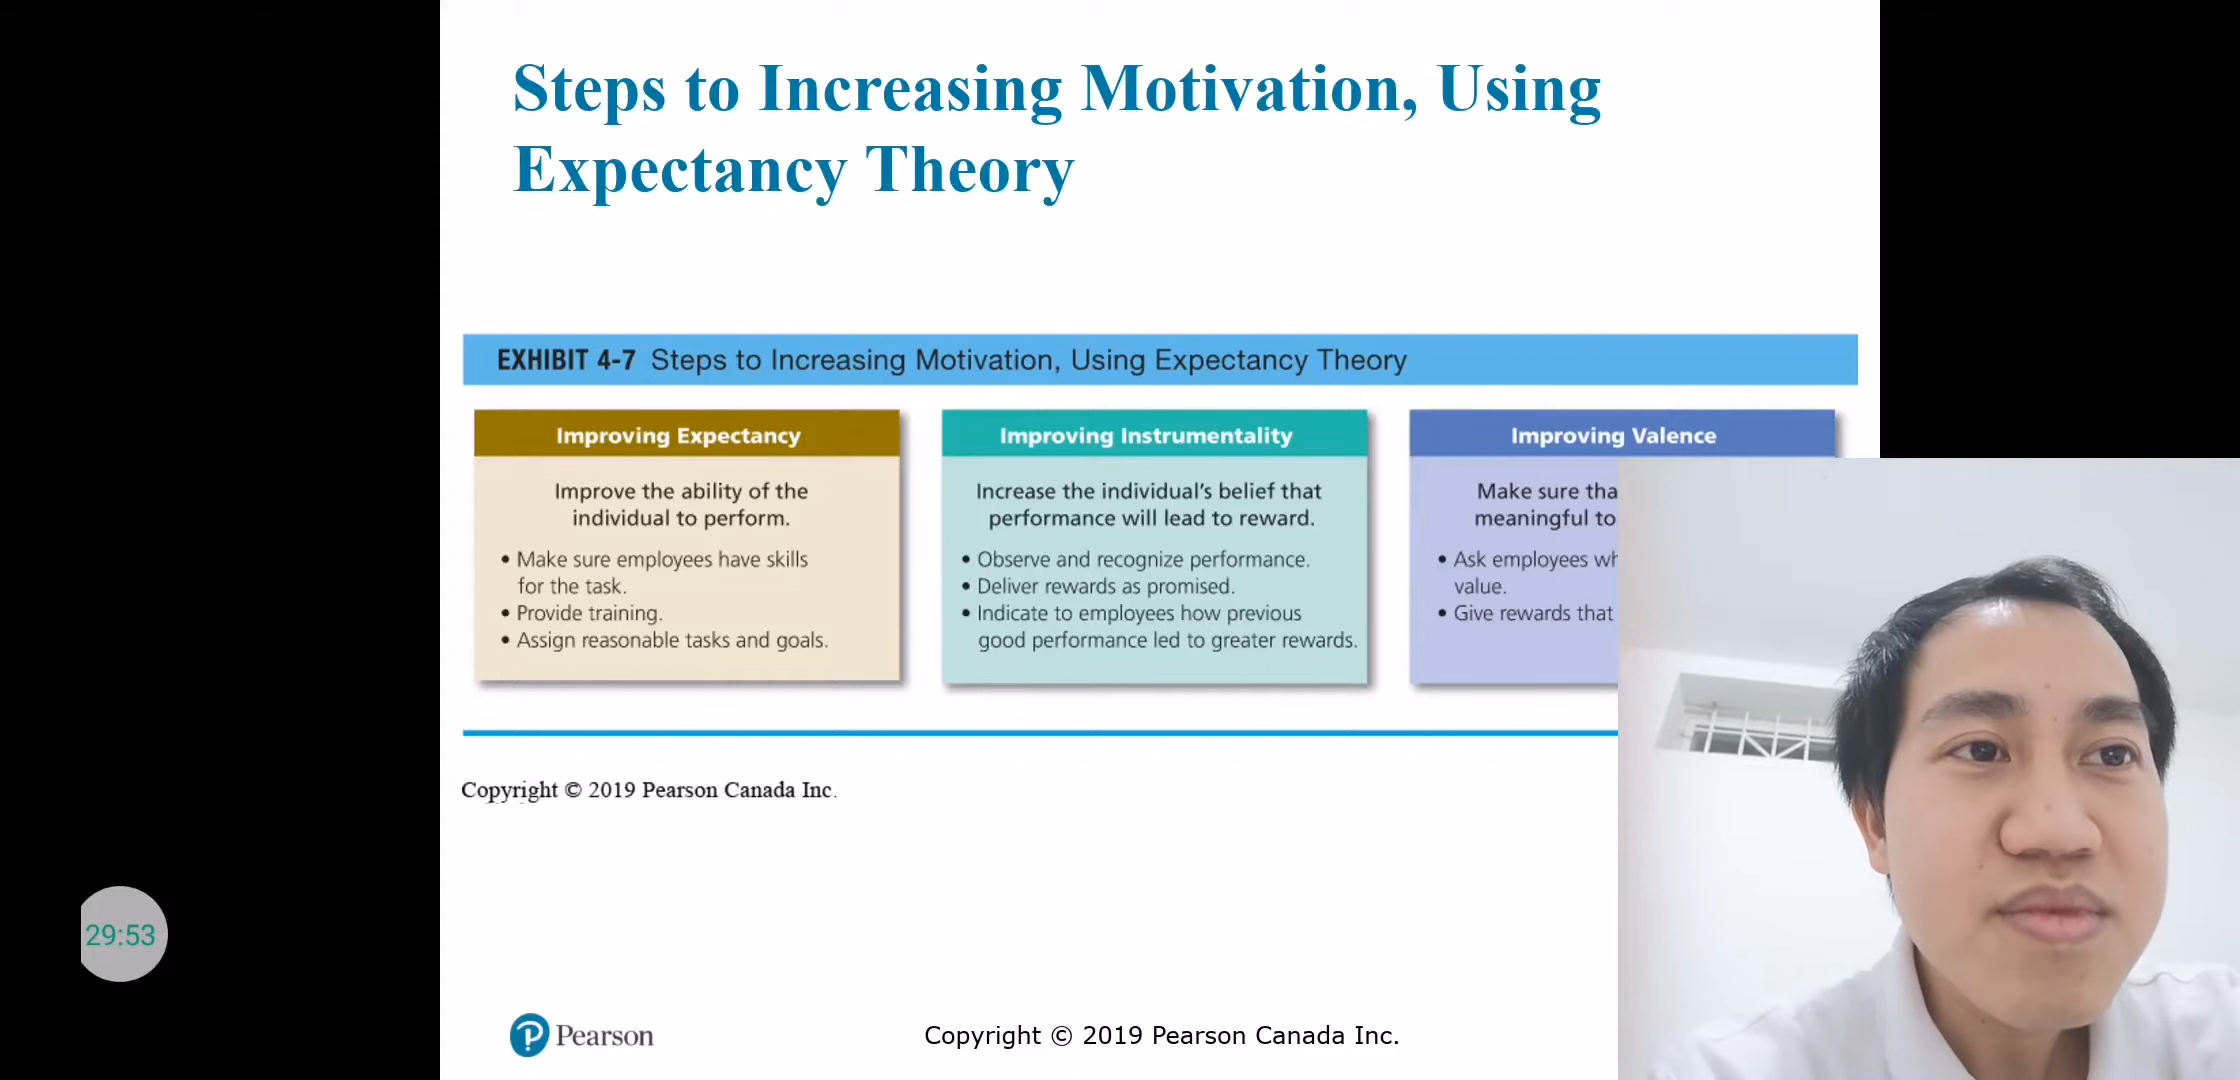 Steps to Increasing Motivation, Using
Expectancy Theory
EXHIBIT 4-7 Steps to Increasing Motivation, Using Expectancy Theory
Improving Expectancy
Improve the ability of the
individual to perform.
• Make sure employees have skills
for the task.
• Provide training.
• Assign reasonable tasks and goals.
Improving Instrumentality
Increase the individual's belief that
performance will lead to reward.
• Observe and recognize performance.
• Deliver rewards as promised.
• Indicate to employees how previous
good performance led to greater rewards.
Improving Valence
Make sure
meaningful to
• Ask employees
value.
• Give rewards that
Copyright © 2019 Pearson Canada Inc.
29:53
Pearson
Copyright © 2019 Pearson Canada Inc.